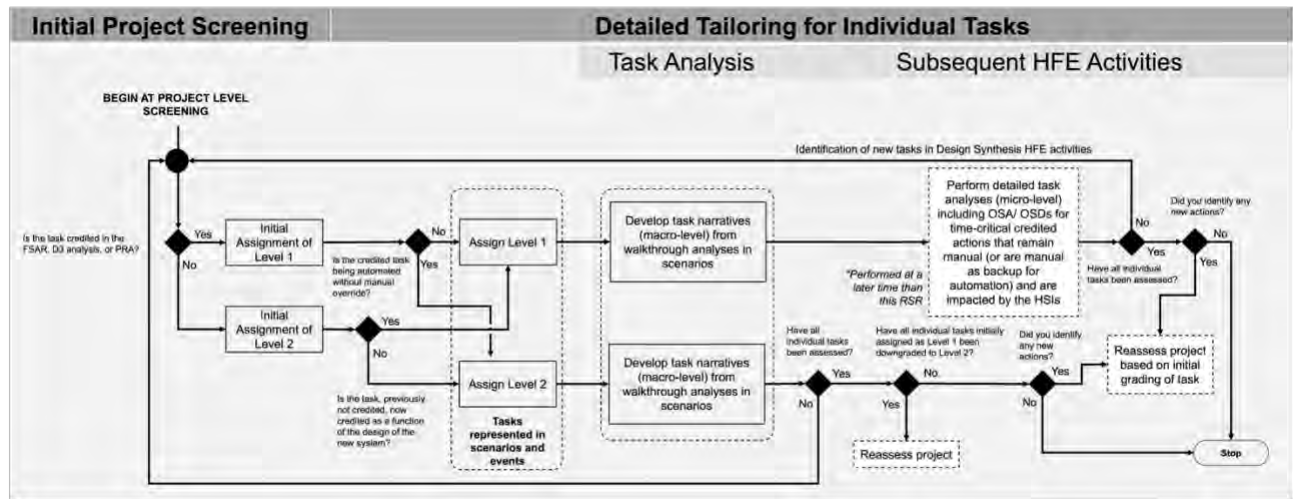 Initial Project Screening
Detailed Tailoring for Individual Tasks
Task Analysis
Subsequent HFE Activities
BEGIN AT PROJECT LEVEL
SCREENING
Identification of new tasks in Design Synthesis HFE activities
Is the task credited in the
FSAR, D3 analysis, or PRA?
Yes
No
Initial
Assignment of
Level 1
Is the credited task
being automated
without manual
override?
No
Yes
Assign Level 1
Develop task narratives
(macro-level) from
walkthrough analyses in
scenarios
*Performed at a
later time than
this RSR
Perform detailed task
analyses (micro-level)
including OSA/ OSDs for
time-critical credited
actions that remain
manual (or are manual
as backup for
automation) and are
impacted by the HSIs
No
Yes
Have all individual
tasks been assessed?
Did you identify any
new actions?
No
Yes
Initial
Assignment of
Level 2
Yes
No
Is the task, previously
not credited, now
credited as a function
of the design of the
new system?
Assign Level 2
Tasks
represented in
scenarios and
events
Develop task narratives
(macro-level) from
walkthrough analyses in
scenarios
Have all
individual tasks
been assessed?
Yes
No
Have all individual tasks initially
assigned as Level 1 been
downgraded to Level 2?
No
Yes
Reassess project
Did you identify
any new
actions?
Yes
No
Reassess project
based on initial
grading of task
Stop